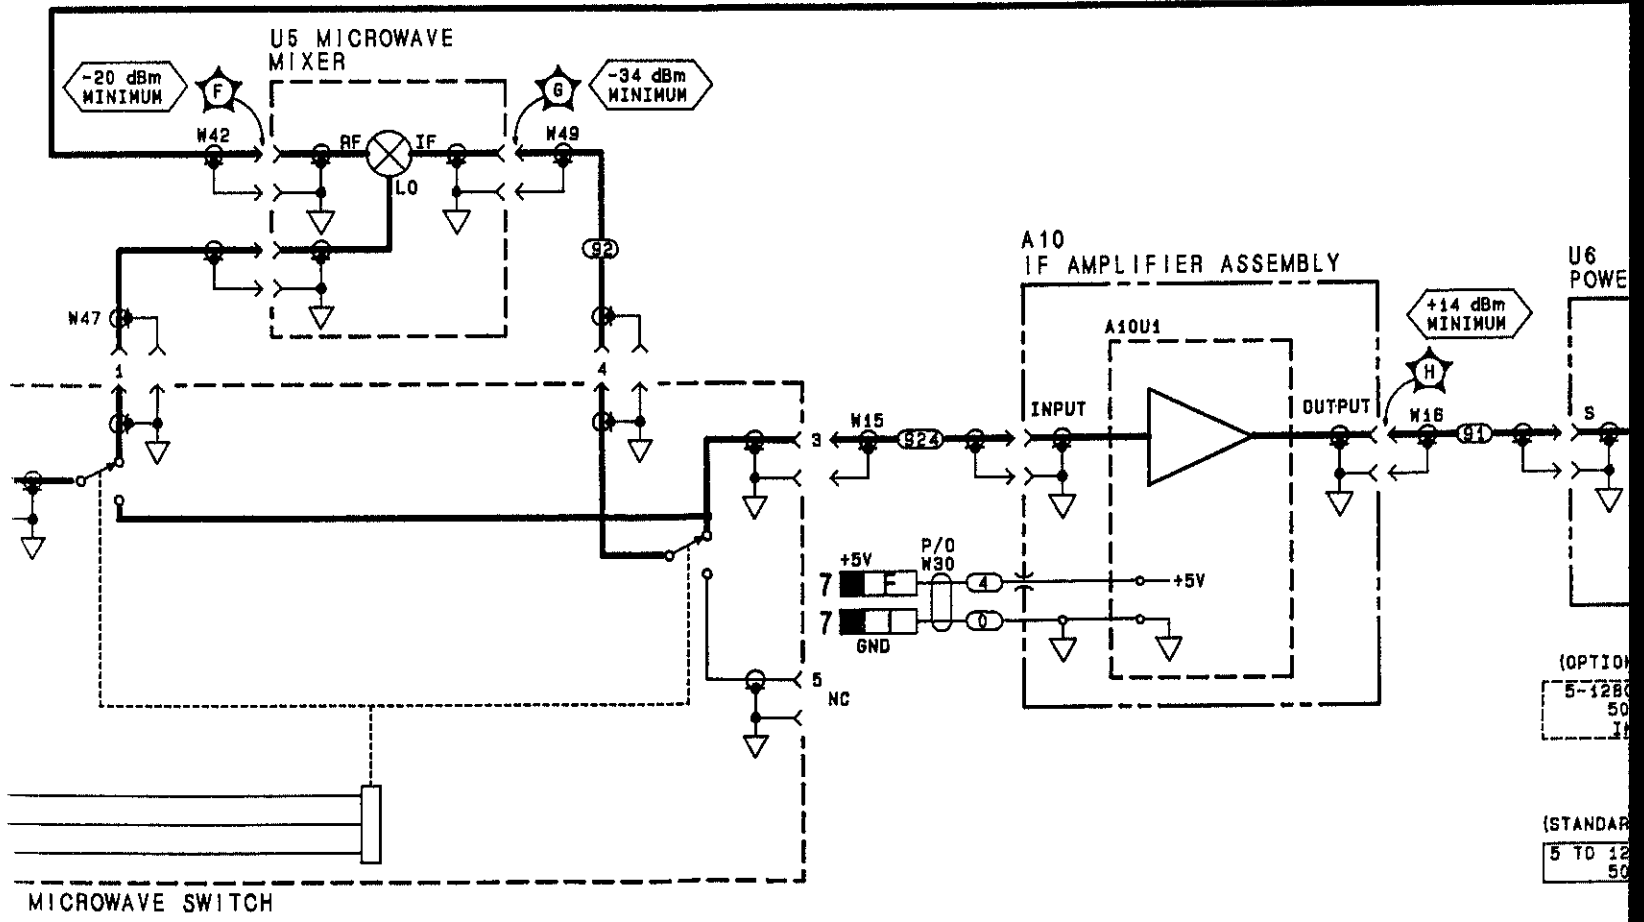 U5 MICROWAVE
MIXER
-20 dBm
MINIMUM
F
G
-34 dBm
MINIMUM
W42
RF
IF
W49
LO
92
W47
1
4
A10
IF AMPLIFIER ASSEMBLY
U6
POWE
+14 dBm
MINIMUM
A10U1
H
INPUT
OUTPUT
3
W15
924
W16
91
S
+5V
P/O
W30
7
F
4
+5V
7
0
GND
5
NC
(OPTION
5-1280
50
(STANDAR
5 TO 12
50
MICROWAVE SWITCH